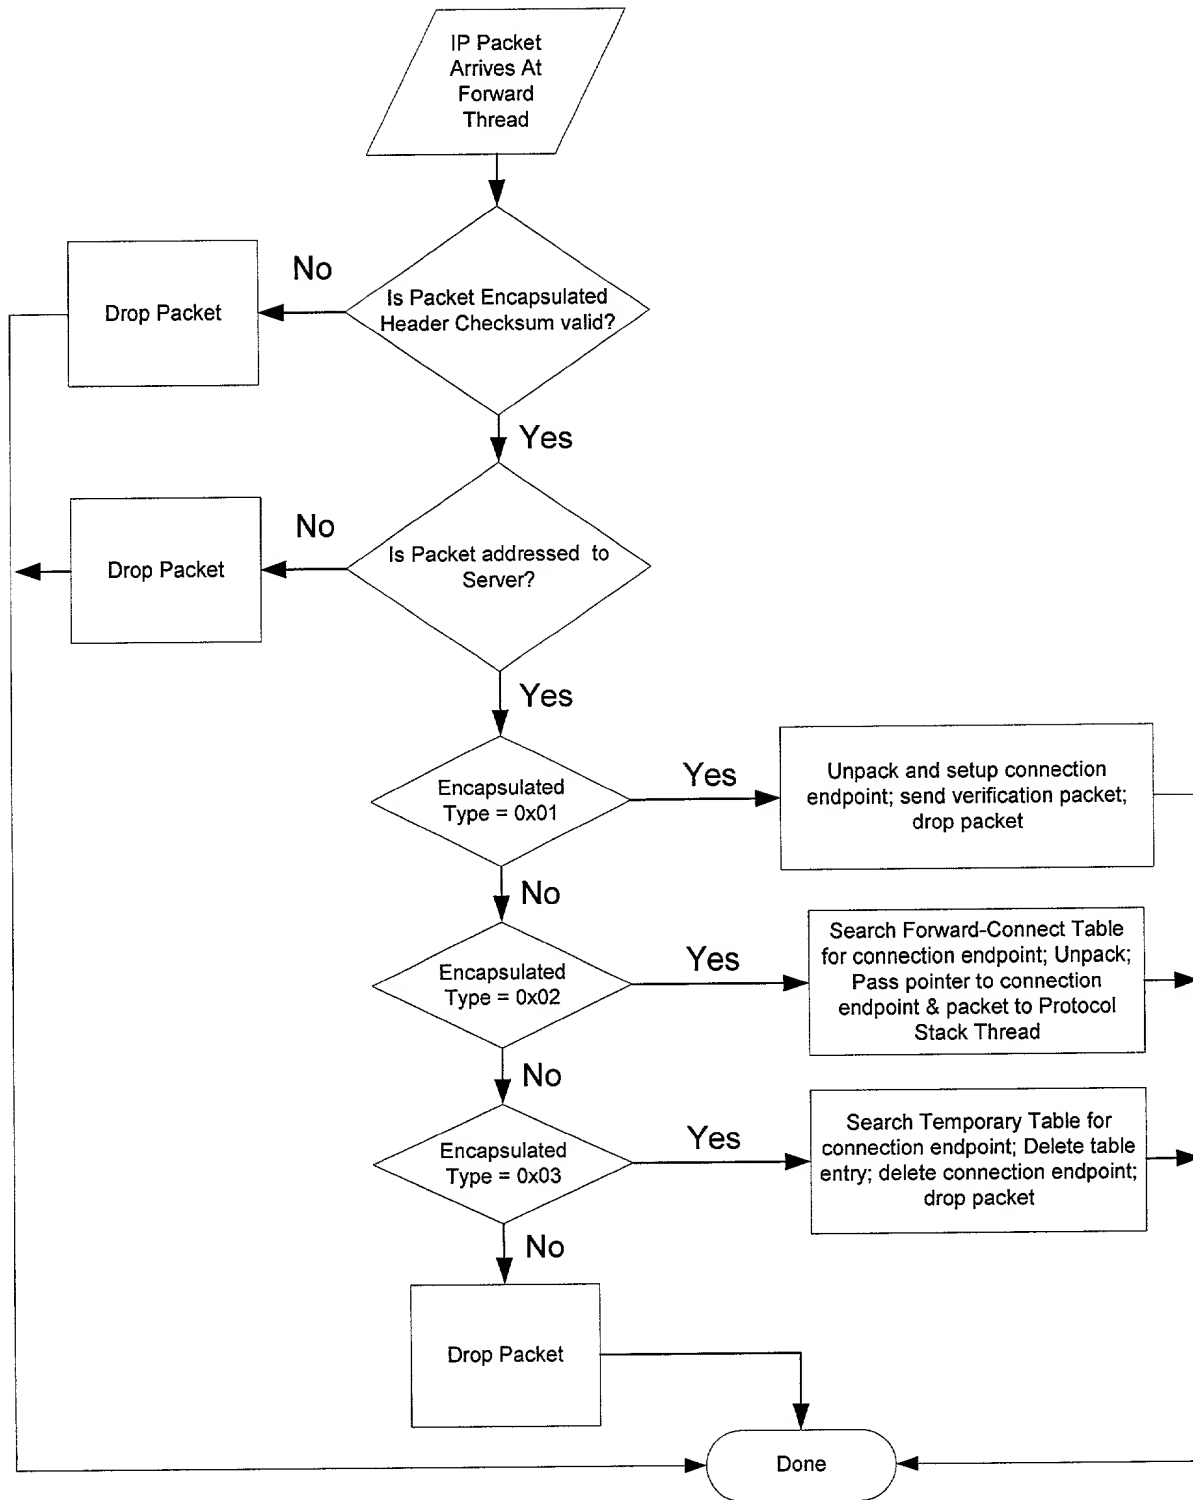 IP Packet
Arrives At
Forward
Thread
No
Is Packet Encapsulated
Header Checksum valid?
Drop Packet
Yes
No
Is Packet addressed to
Server?
Drop Packet
Yes
Encapsulated
Type = 0x01
Yes
Unpack and setup connection
endpoint; send verification packet;
drop packet
No
Encapsulated
Type = 0x02
Yes
Search Forward-Connect Table
for connection endpoint; Unpack;
Pass pointer to connection
endpoint & packet to Protocol
Stack Thread
No
Encapsulated
Type = 0x03
Yes
Search Temporary Table for
connection endpoint; Delete table
entry; delete connection endpoint;
drop packet
No
Drop Packet
Done